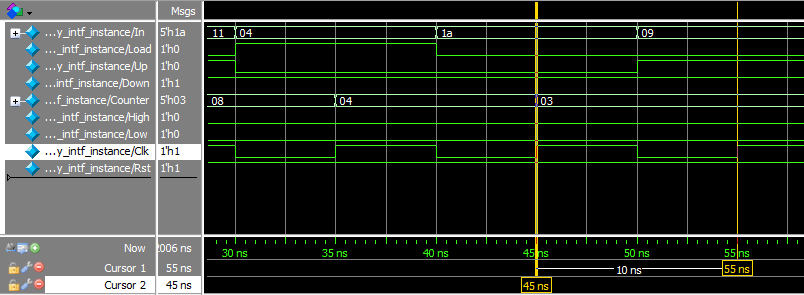 Msgs
...y_intf_instance/In 5'h1a 11 04 1a 09
..._intf_instance/Load 1'h0
...y_intf_instance/Up 1'h0
...intf_instance/Down 1'h1
...f_instance/Counter 5'h03 08 04 03
..._intf_instance/High 1'h0
..._intf_instance/Low 1'h0
...y_intf_instance/Clk 1'h1
...y_intf_instance/Rst 1'h1
Now 2006 ns 30 ns 35 ns 40 ns 45 ns 50 ns 55 ns
Cursor 1 55 ns 10 ns 55 ns
Cursor 2 45 ns 45 ns